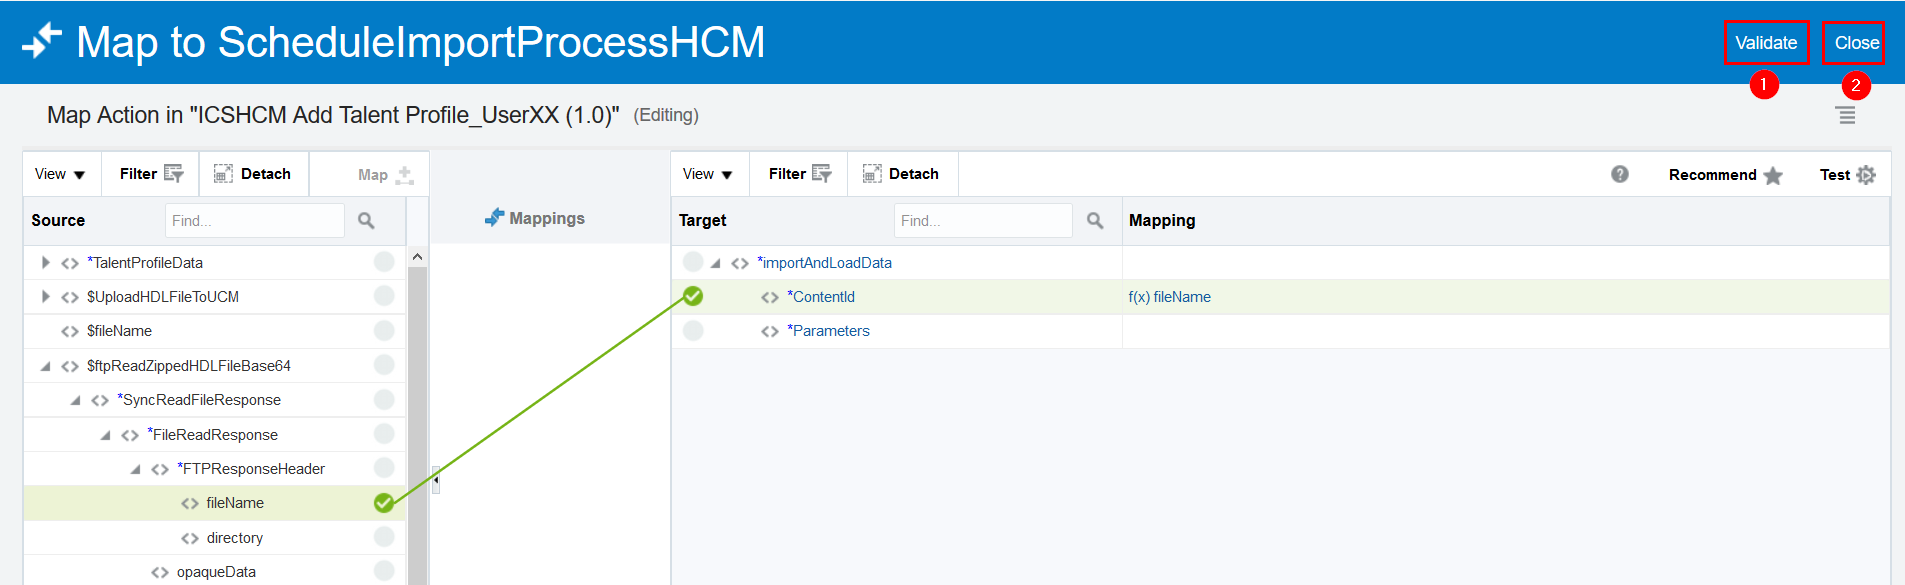 Map to ScheduleImportProcessHCM
Validate
Close
1
2
Map Action in "ICSHCM Add Talent Profile_UserXX (1.0)" (Editing)
View Filter Detach Map
Mappings
View Filter Detach
? Recommend Test
Source Find...
Target Find... Mapping
*TalentProfileData
$UploadHDLFileToUCM
$fileName
$ftpReadZippedHDLFileBase64
*SyncReadFileResponse
*FileReadResponse
*FTPResponseHeader
fileName
directory
opaqueData
*importAndLoadData
*ContentId f(x) fileName
*Parameters